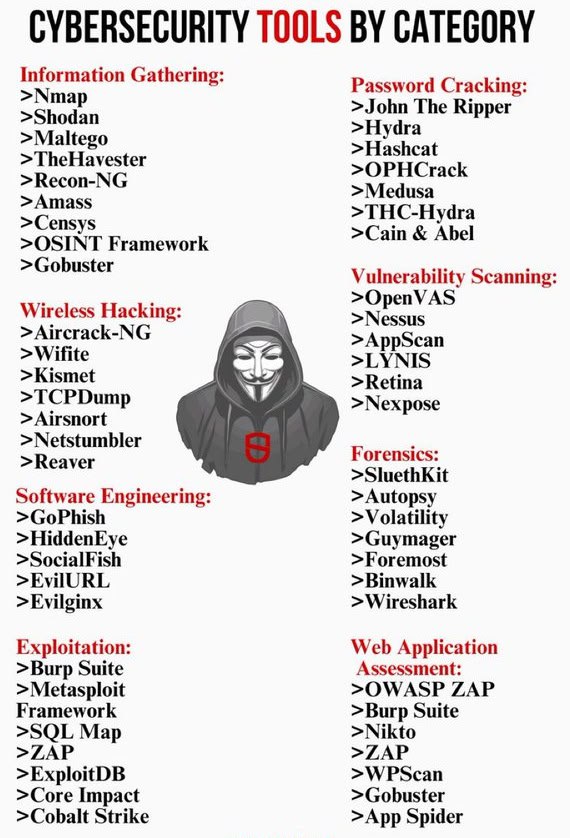 CYBERSECURITY TOOLS BY CATEGORY
Information Gathering:
>Nmap
>Shodan
>Maltego
>TheHavester
>Recon-NG
>Amass
>Censys
>OSINT Framework
>Gobuster
Wireless Hacking:
>Aircrack-NG
>Wifite
>Kismet
>TCPDump
>Airsnort
>Netstumbler
>Reaver
Software Engineering:
>GoPhish
>HiddenEye
>SocialFish
>EvilURL
>Evilginx
Exploitation:
>Burp Suite
>Metasploit
Framework
>SQL Map
>ZAP
>ExploitDB
>Core Impact
>Cobalt Strike
Password Cracking:
>John The Ripper
>Hydra
>Hashcat
>OPHCrack
>Medusa
>THC-Hydra
>Cain & Abel
Vulnerability Scanning:
>OpenVAS
>Nessus
>AppScan
>LYNIS
>Retina
>Nexpose
Forensics:
>SluethKit
>Autopsy
>Volatility
>Guymager
>Foremost
>Binwalk
>Wireshark
Web Application
Assessment:
>OWASP ZAP
>Burp Suite
>Nikto
>ZAP
>WPScan
>Gobuster
>App Spider